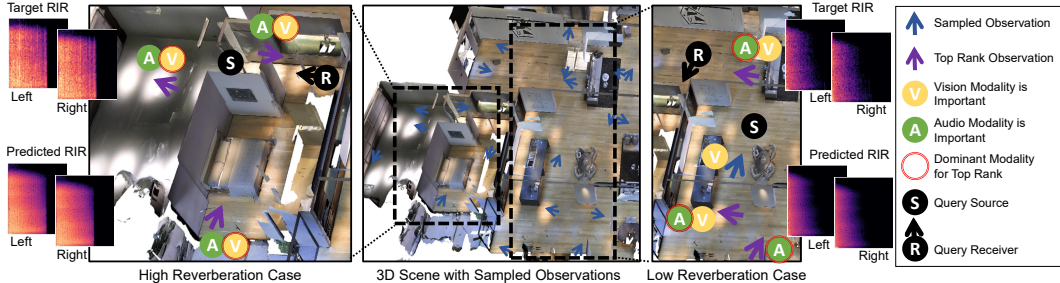 Target RIR
Left
Right
Predicted RIR
Left
Right
A V
A V
S
R
A V
High Reverberation Case
3D Scene with Sampled Observations
R
A V
S
V
A V
A
Low Reverberation Case
Target RIR
Left
Right
Predicted RIR
Left
Right
Sampled Observation
Top Rank Observation
V Vision Modality is
Important
A Audio Modality is
Important
Dominant Modality
for Top Rank
S Query Source
R Query Receiver